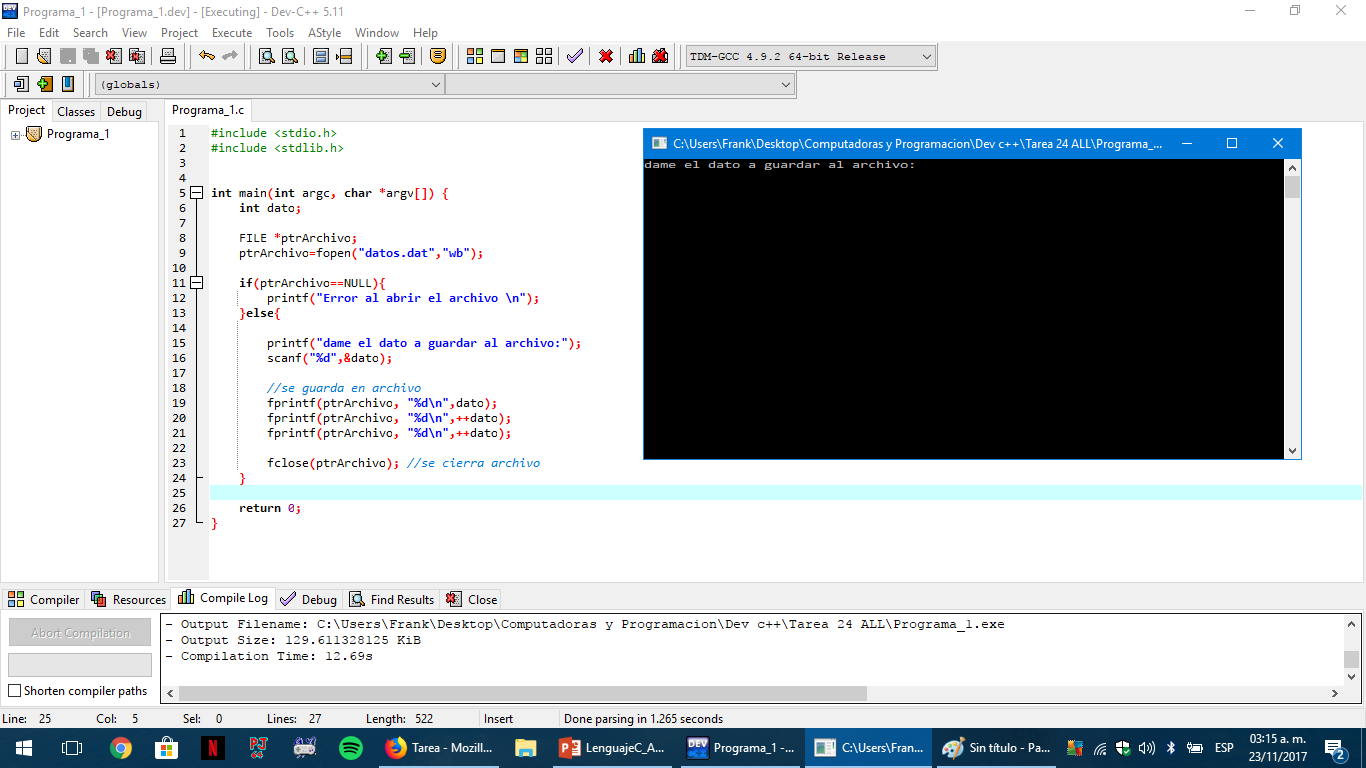 Programa_1 - [Programa_1.dev] - [Executing] - Dev-C++ 5.11
File Edit Search View Project Execute Tools AStyle Window Help
TDM-GCC 4.9.2 64-bit Release
(globals)
Project Classes Debug
Programa_1.c
Programa_1
1 #include <stdio.h>
2 #include <stdlib.h>
3
4
5 int main(int argc, char *argv[]) {
6 int dato;
7
8 FILE *ptrArchivo;
9 ptrArchivo=fopen("datos.dat","wb");
10
11 if(ptrArchivo==NULL){
12 printf("Error al abrir el archivo \n");
13 }else{
14
15 printf("dame el dato a guardar al archivo:");
16 scanf("%d",&dato);
17
18 //se guarda en archivo
19 fprintf(ptrArchivo, "%d\n",dato);
20 fprintf(ptrArchivo, "%d\n",++dato);
21 fprintf(ptrArchivo, "%d\n",++dato);
22
23 fclose(ptrArchivo); //se cierra archivo
24 }
25
26 return 0;
27 }
C:\Users\Frank\Desktop\Computadoras y Programacion\Dev c++\Tarea 24 ALL\Programa_...
dame el dato a guardar al archivo:
Compiler Resources Compile Log Debug Find Results Close
Abort Compilation
Shorten compiler paths
- Output Filename: C:\Users\Frank\Desktop\Computadoras y Programacion\Dev c++\Tarea 24 ALL\Programa_1.exe
- Output Size: 129.611328125 KiB
- Compilation Time: 12.69s
Line: 25 Col: 5 Sel: 0 Lines: 27 Length: 522 Insert Done parsing in 1.265 seconds
Tarea - Mozill... LenguajeC_A... Programa_1 -... C:\Users\Fran... Sin título - Pa... ESP
03:15 a. m.
23/11/2017
2